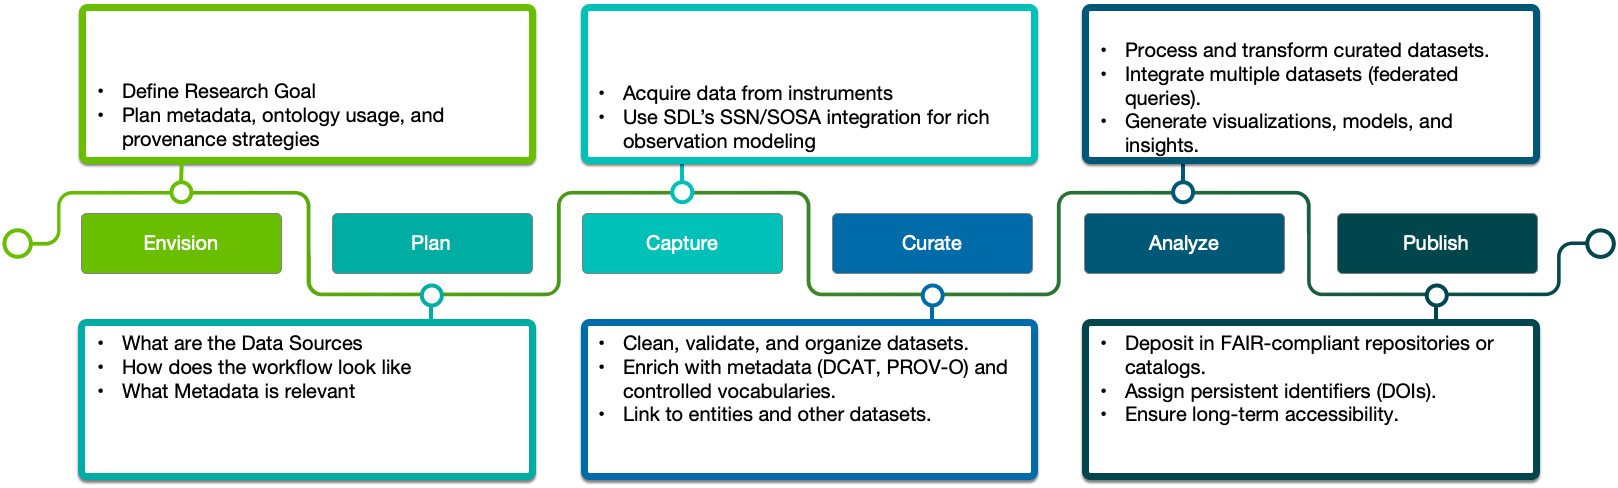 • Define Research Goal
• Plan metadata, ontology usage, and
provenance strategies
• Acquire data from instruments
• Use SDL’s SSN/SOSA integration for rich
observation modeling
• Process and transform curated datasets.
• Integrate multiple datasets (federated
queries).
• Generate visualizations, models, and
insights.
Envision
Plan
Capture
Curate
Analyze
Publish
• What are the Data Sources
• How does the workflow look like
• What Metadata is relevant
• Clean, validate, and organize datasets.
• Enrich with metadata (DCAT, PROV-O) and
controlled vocabularies.
• Link to entities and other datasets.
• Deposit in FAIR-compliant repositories or
catalogs.
• Assign persistent identifiers (DOIs).
• Ensure long-term accessibility.